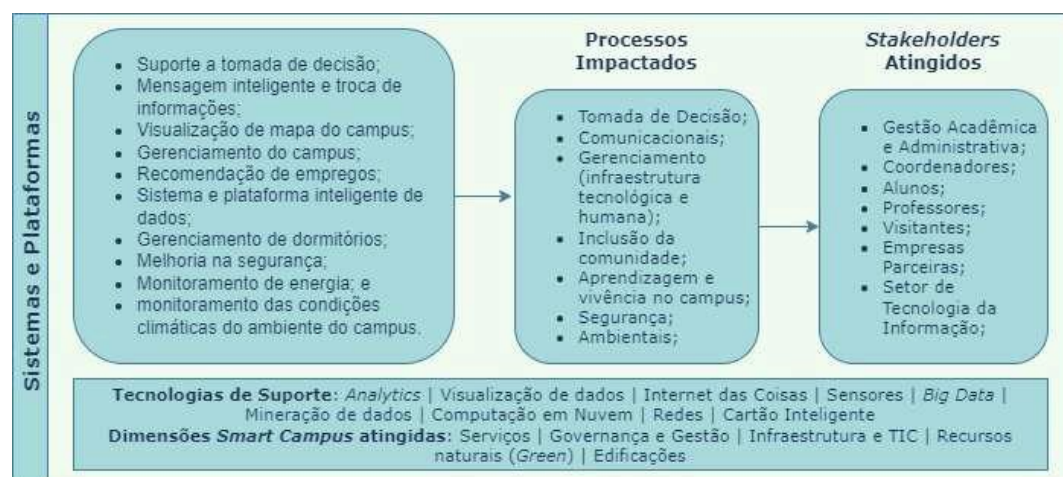 Sistemas e Plataformas
• Suporte a tomada de decisão;
• Mensagem inteligente e troca de
informações;
• Visualização de mapa do campus;
• Gerenciamento do campus;
• Recomendação de empregos;
• Sistema e plataforma inteligente de
dados;
• Gerenciamento de dormitórios;
• Melhoria na segurança;
• Monitoramento de energia; e
• monitoramento das condições
climáticas do ambiente do campus.
Processos
Impactados
• Tomada de Decisão;
• Comunicacionais;
• Gerenciamento
(infraestrutura
tecnológica e
humana);
• Inclusão da
comunidade;
• Aprendizagem e
vivência no campus;
• Segurança;
• Ambientais;
Stakeholders
Atingidos
• Gestão Acadêmica
e Administrativa;
• Coordenadores;
• Alunos;
• Professores;
• Visitantes;
• Empresas
Parceiras;
• Setor de
Tecnologia da
Informação;
Tecnologias de Suporte: Analytics | Visualização de dados | Internet das Coisas | Sensores | Big Data |
Mineração de dados | Computação em Nuvem | Redes | Cartão Inteligente
Dimensões Smart Campus atingidas: Serviços | Governança e Gestão | Infraestrutura e TIC | Recursos
naturais (Green) | Edificações